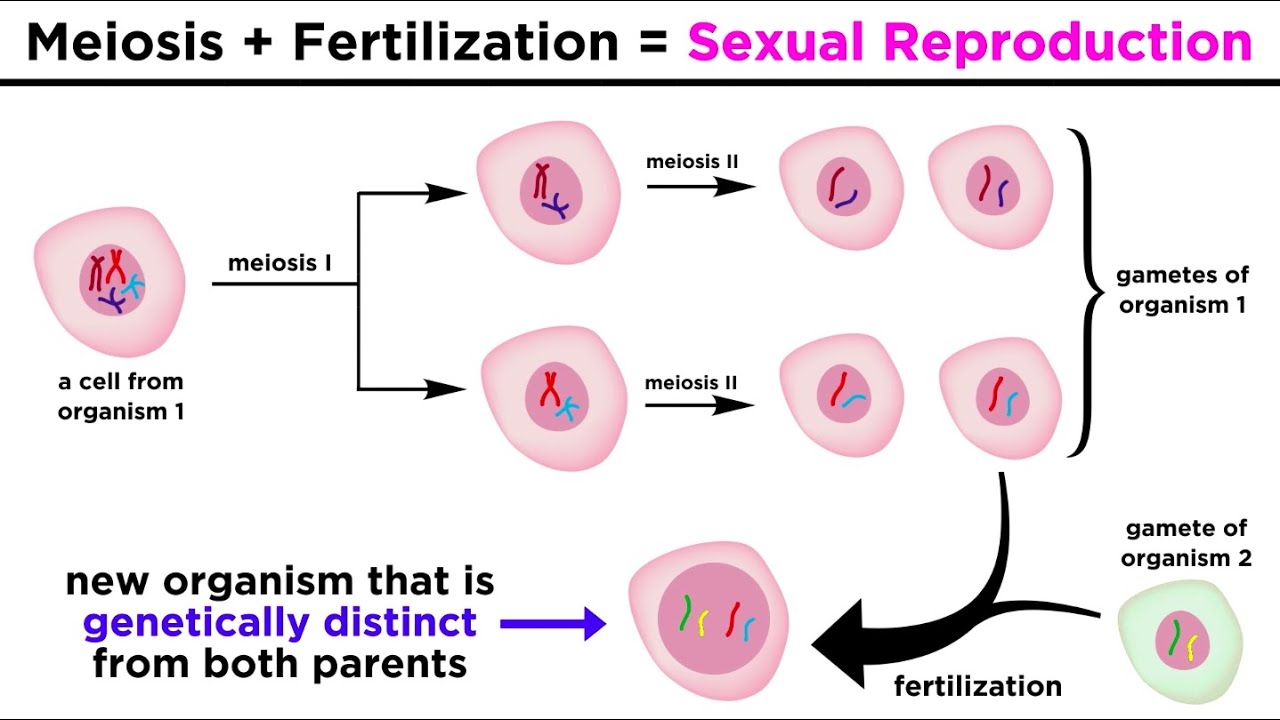 Meiosis + Fertilization = Sexual Reproduction
meiosis II
meiosis I
gametes of
organism 1
a cell from
organism 1
meiosis II
gamete of
organism 2
new organism that is
genetically distinct
from both parents
fertilization